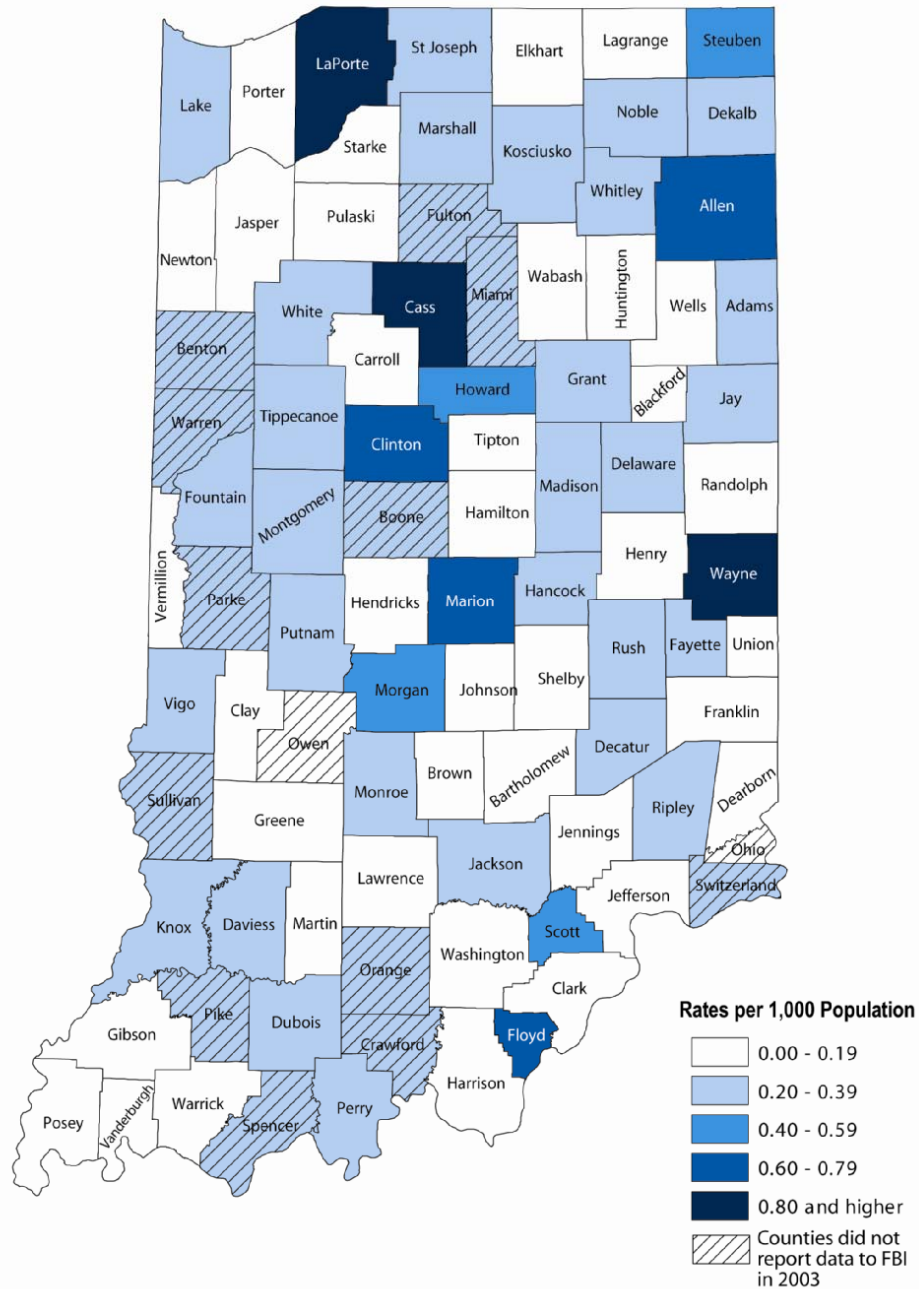 LaPorte
St Joseph
Elkhart
Lagrange
Steuben
Lake
Porter
Starke
Marshall
Kosciusko
Noble
Dekalb
Whitley
Allen
Newton
Jasper
Pulaski
Fulton
Miami
Wabash
Huntington
Wells
Adams
White
Cass
Carroll
Benton
Howard
Grant
Blackford
Jay
Warren
Tippecanoe
Clinton
Tipton
Madison
Delaware
Randolph
Fountain
Montgomery
Boone
Hamilton
Henry
Wayne
Vermillion
Parke
Putnam
Hendricks
Marion
Hancock
Rush
Fayette
Union
Vigo
Clay
Owen
Morgan
Johnson
Shelby
Franklin
Decatur
Sullivan
Greene
Monroe
Brown
Bartholomew
Jennings
Ripley
Dearborn
Ohio
Switzerland
Knox
Daviess
Martin
Lawrence
Jackson
Jefferson
Scott
Washington
Clark
Orange
Pike
Dubois
Crawford
Floyd
Harrison
Gibson
Posey
Vanderburgh
Warrick
Spencer
Perry
Rates per 1,000 Population
0.00 - 0.19
0.20 - 0.39
0.40 - 0.59
0.60 - 0.79
0.80 and higher
Counties did not
report data to FBI
in 2003